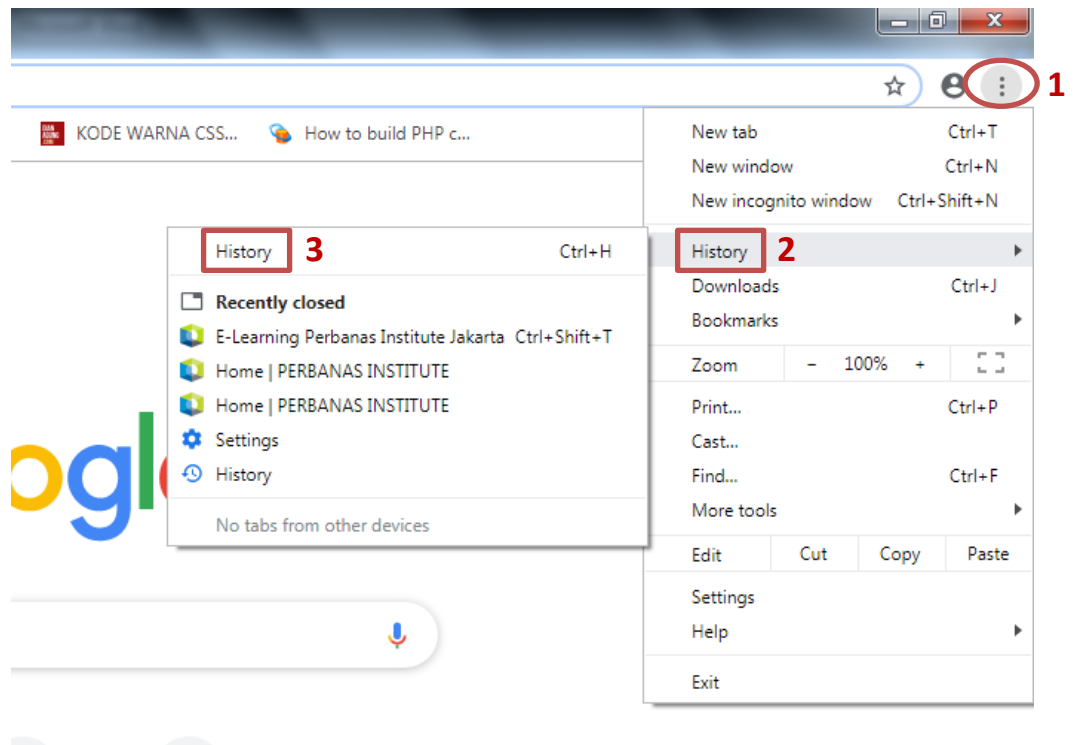 1
KODE WARNA CSS...
How to build PHP c...
New tab Ctrl+T
New window Ctrl+N
New incognito window Ctrl+Shift+N
History 2
Downloads Ctrl+J
Bookmarks
Zoom - 100% +
Print... Ctrl+P
Cast...
Find... Ctrl+F
More tools
Edit Cut Copy Paste
Settings
Help
Exit
History 3 Ctrl+H
Recently closed
E-Learning Perbanas Institute Jakarta Ctrl+Shift+T
Home | PERBANAS INSTITUTE
Home | PERBANAS INSTITUTE
Settings
History
No tabs from other devices
ogl